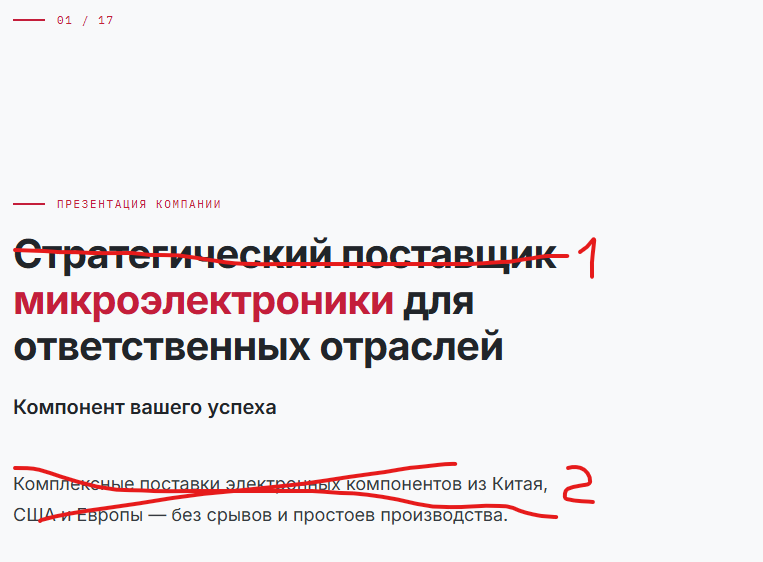 01 / 17
ПРЕЗЕНТАЦИЯ КОМПАНИИ
Стратегический поставщик 1
микроэлектроники для
ответственных отраслей
Компонент вашего успеха
Комплексные поставки электронных компонентов из Китая, 2
США и Европы — без срывов и простоев производства.